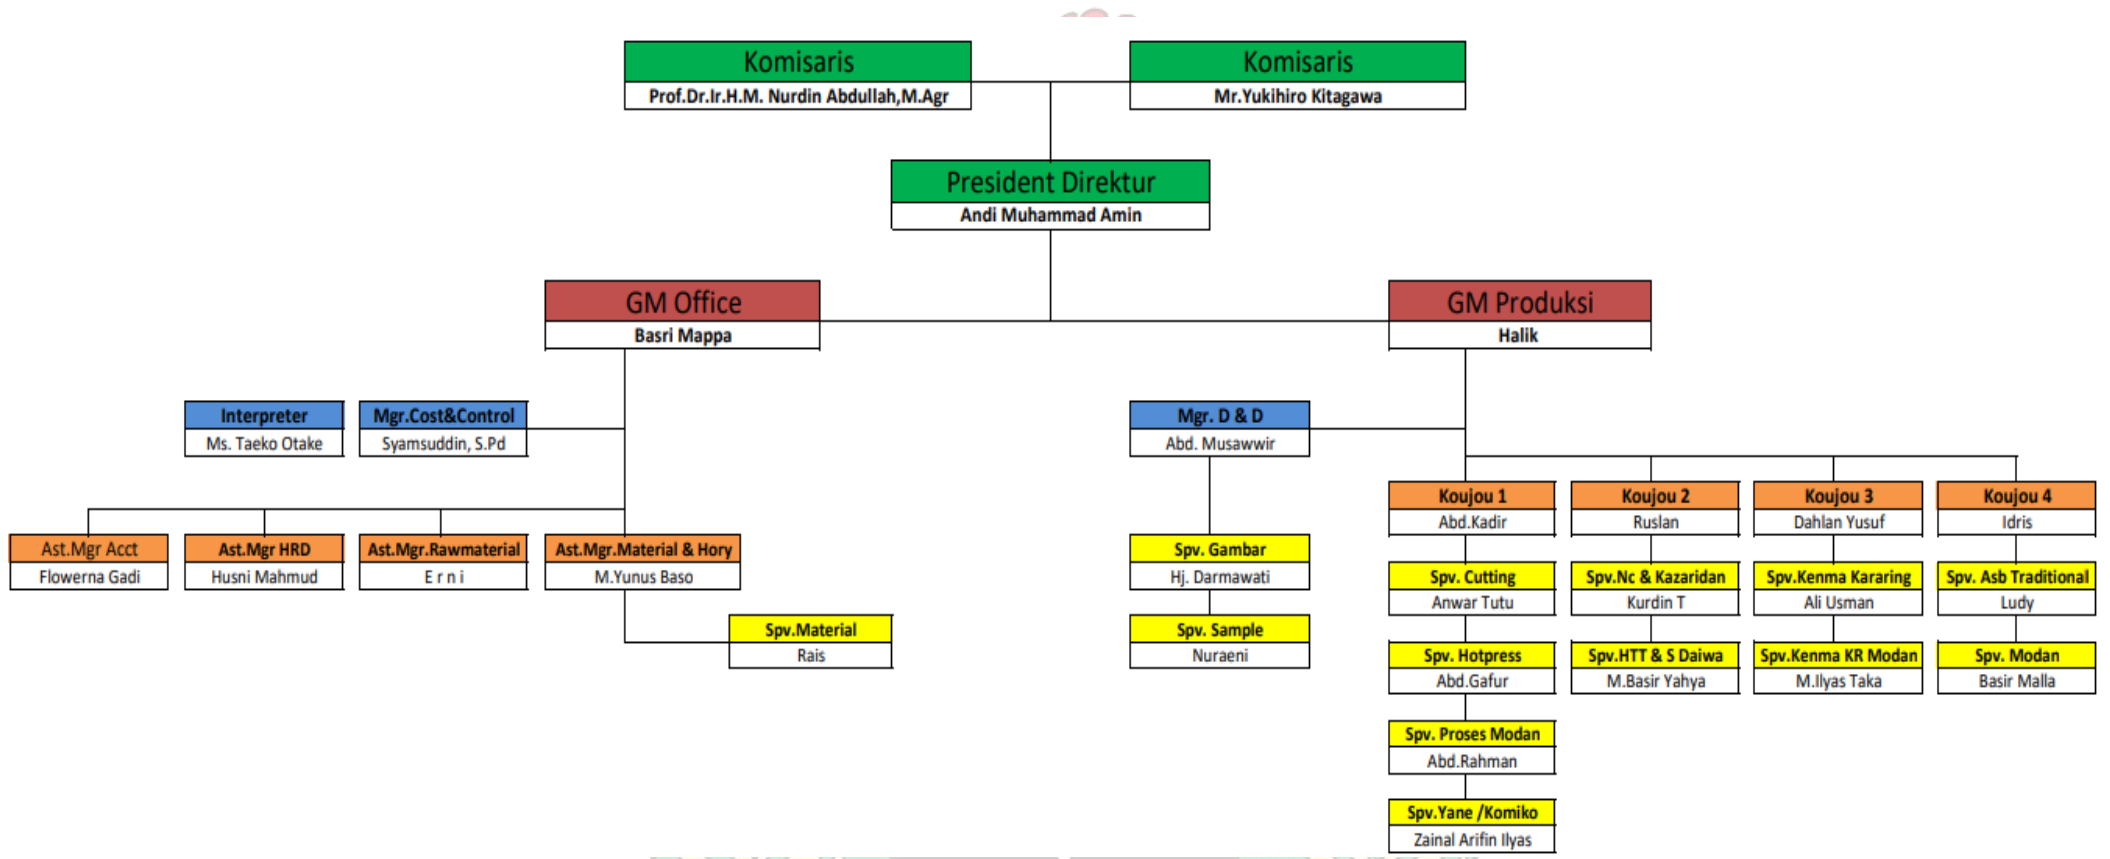 Komisaris
Prof.Dr.Ir.H.M. Nurdin Abdullah,M.Agr
Komisaris
Mr.Yukihiro Kitagawa
President Direktur
Andi Muhammad Amin
GM Office
Basri Mappa
GM Produksi
Halik
Interpreter
Ms. Taeko Otake
Mgr.Cost&Control
Syamsuddin, S.Pd
Mgr. D & D
Abd. Musawwir
Ast.Mgr Acct
Flowerna Gadi
Ast.Mgr HRD
Husni Mahmud
Ast.Mgr.Rawmaterial
E r n i
Ast.Mgr.Material & Hory
M.Yunus Baso
Spv.Material
Rais
Spv. Gambar
Hj. Darmawati
Spv. Sample
Nuraeni
Koujou 1
Abd.Kadir
Spv. Cutting
Anwar Tutu
Spv. Hotpress
Abd.Gafur
Spv. Proses Modan
Abd.Rahman
Spv.Yane /Komiko
Zainal Arifin Ilyas
Koujou 2
Ruslan
Spv.Nc & Kazaridan
Kurdin T
Spv.HTT & S Daiwa
M.Basir Yahya
Koujou 3
Dahlan Yusuf
Spv.Kenma Kararing
Ali Usman
Spv.Kenma KR Modan
M.Ilyas Taka
Koujou 4
Idris
Spv. Asb Traditional
Ludy
Spv. Modan
Basir Malla